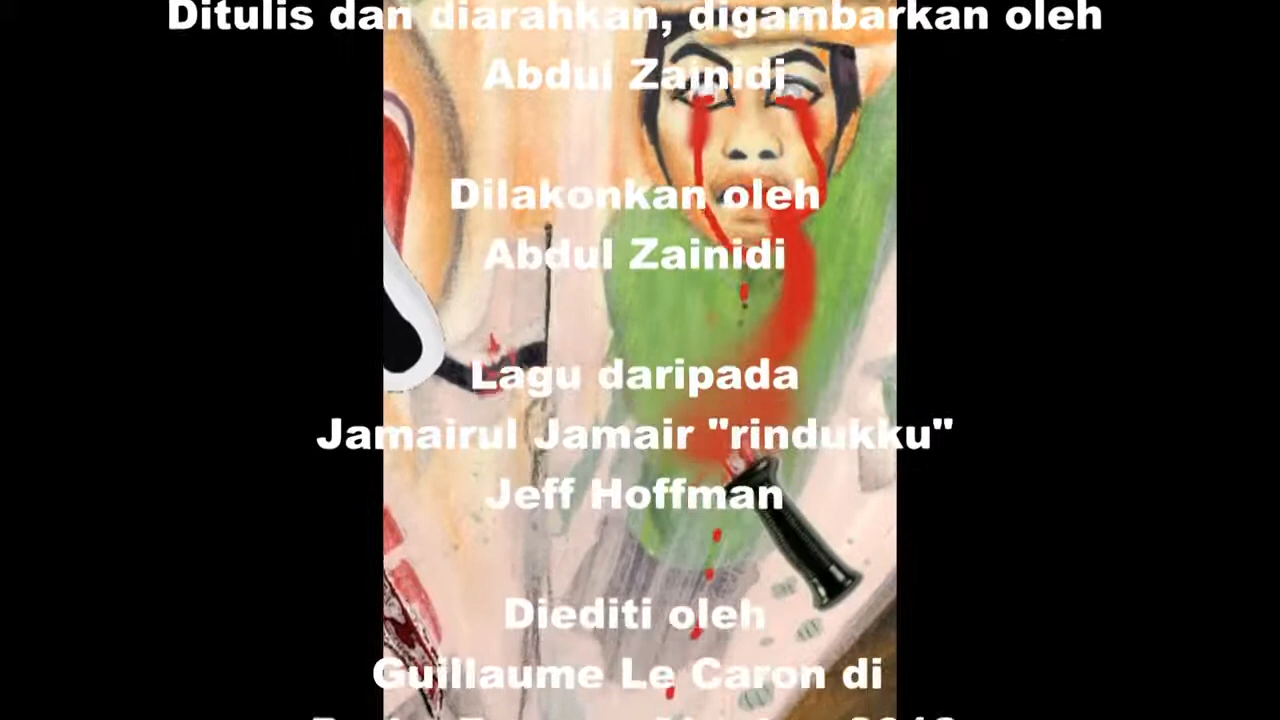 Ditulis dan diarahkan, digambarkan oleh
Abdul Zainidi
Dilakonkan oleh
Abdul Zainidi
Lagu daripada
Jamairul Jamair "rindukku"
Jeff Hoffman
Diediti oleh
Guillaume Le Caron di